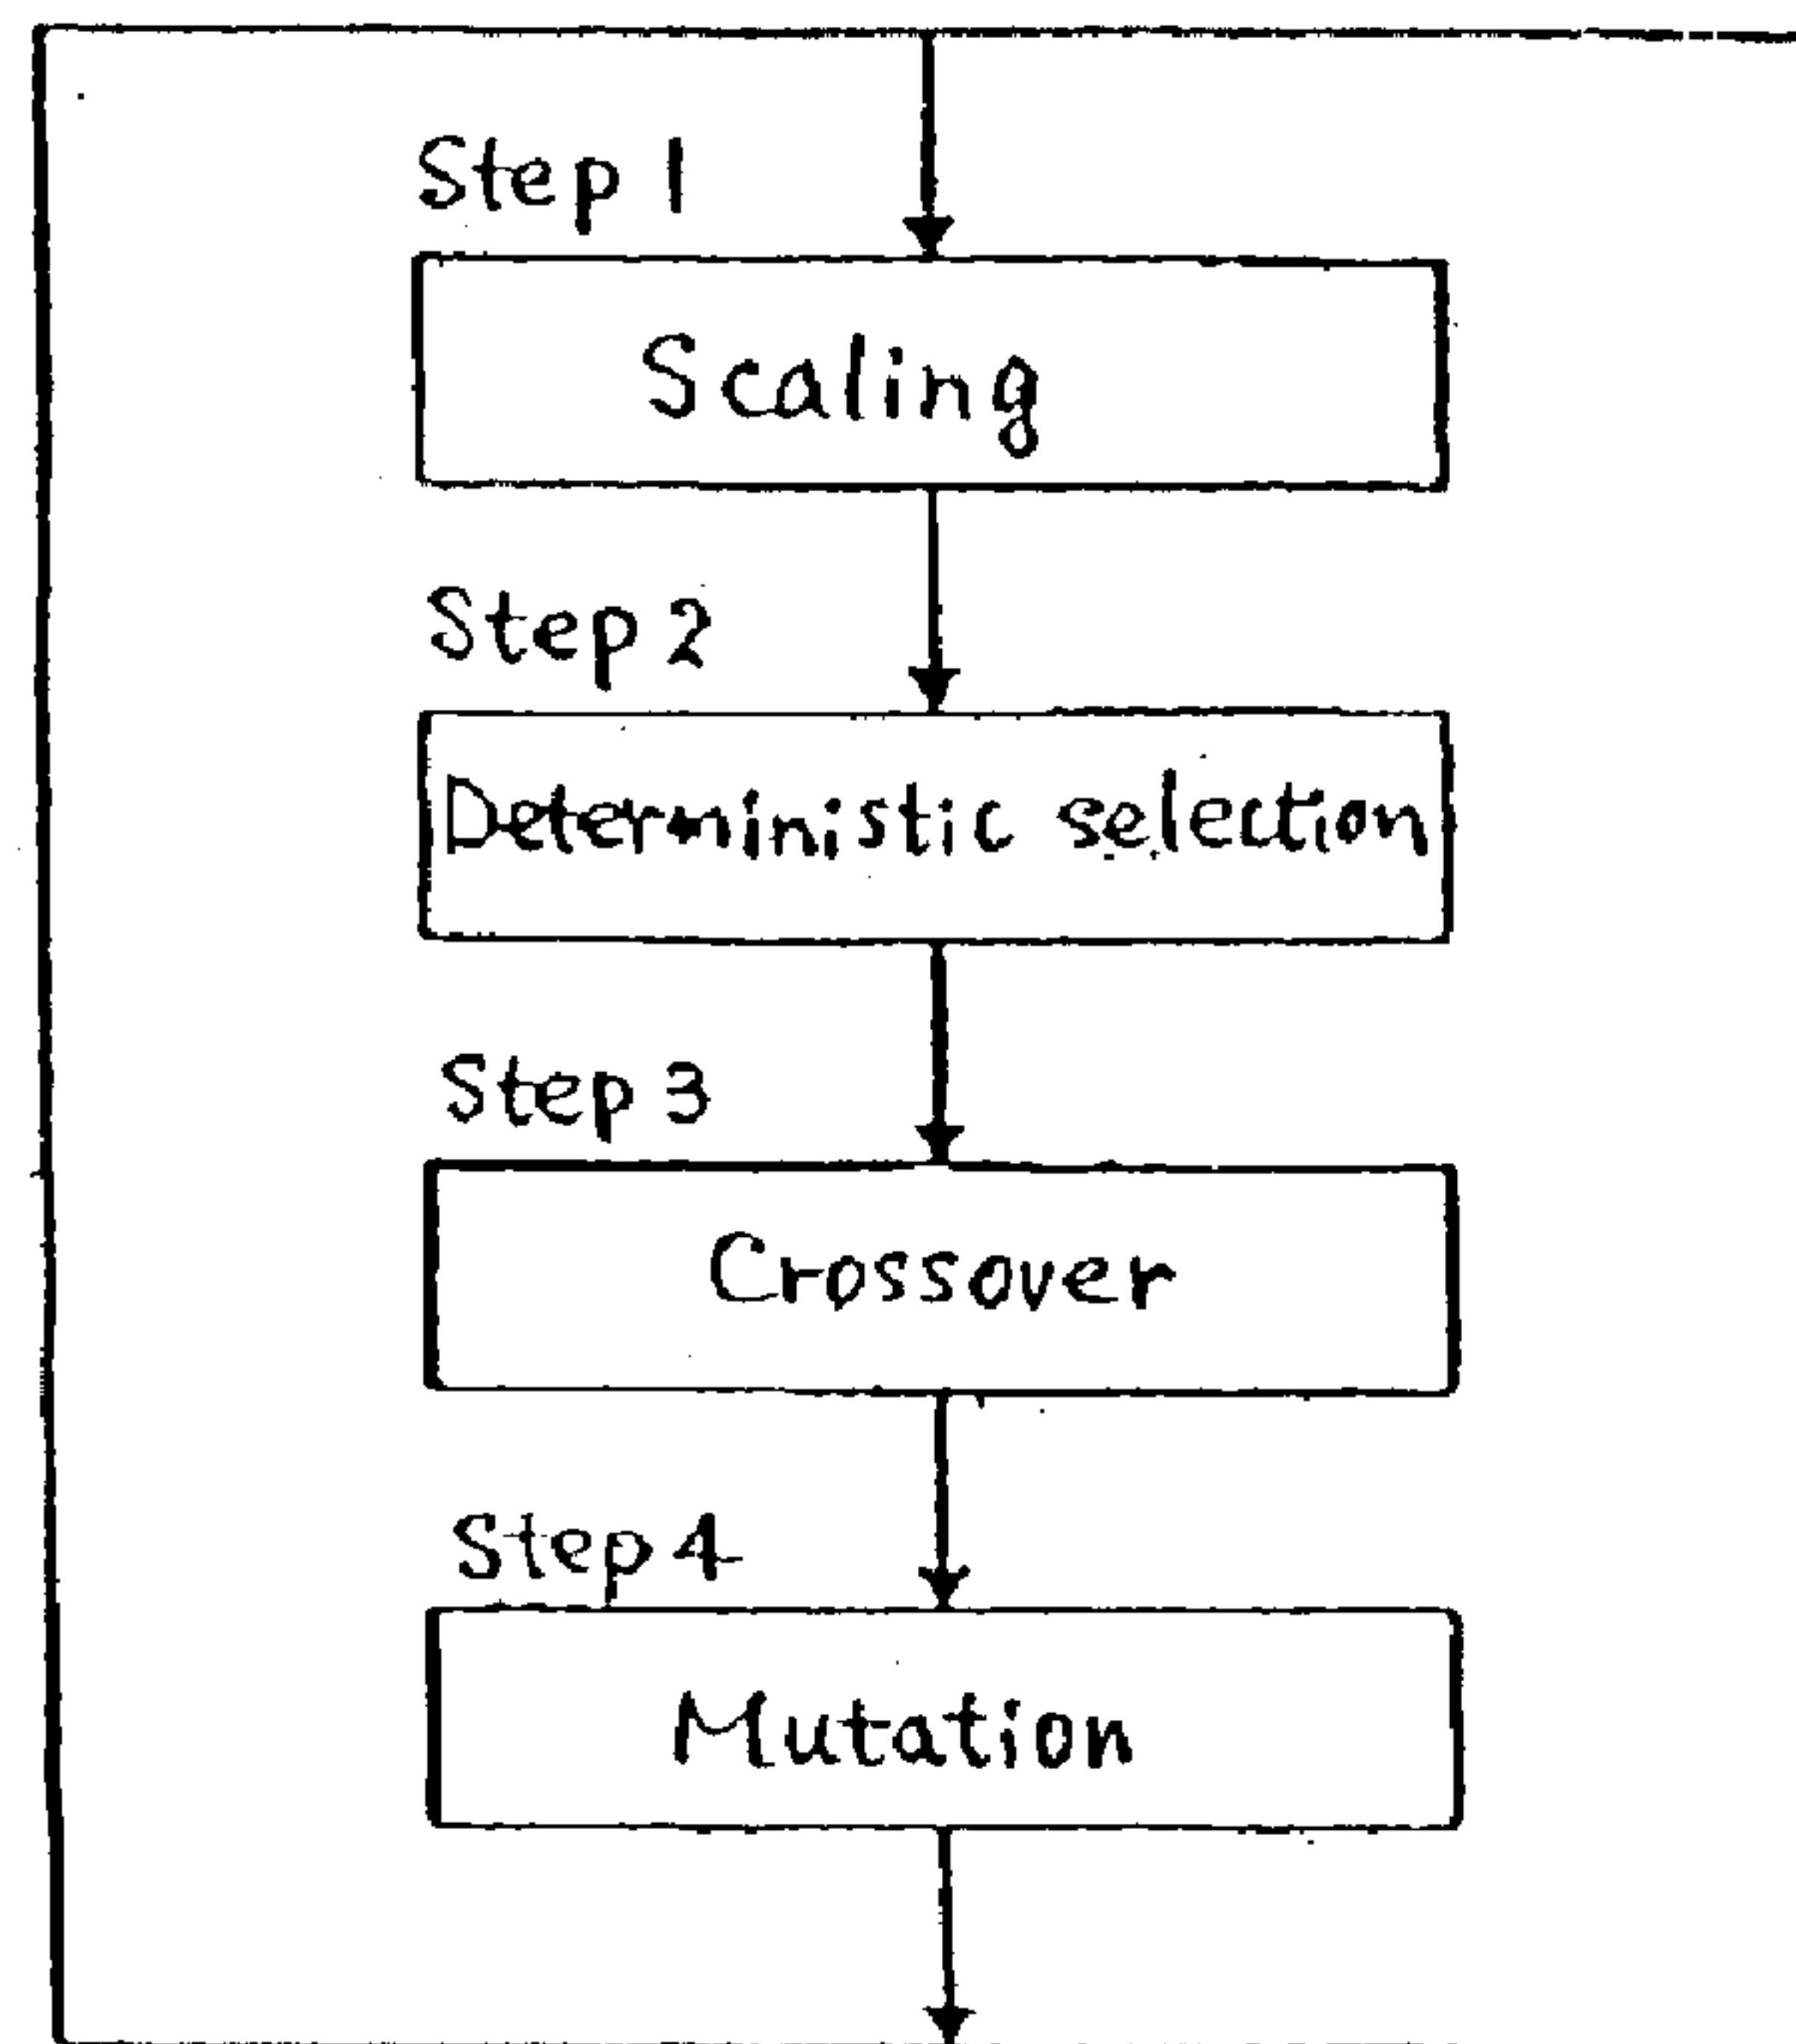 Step 1
Scaling
Step 2
Deterministic selection
Step 3
Crossover
Step 4
Mutation